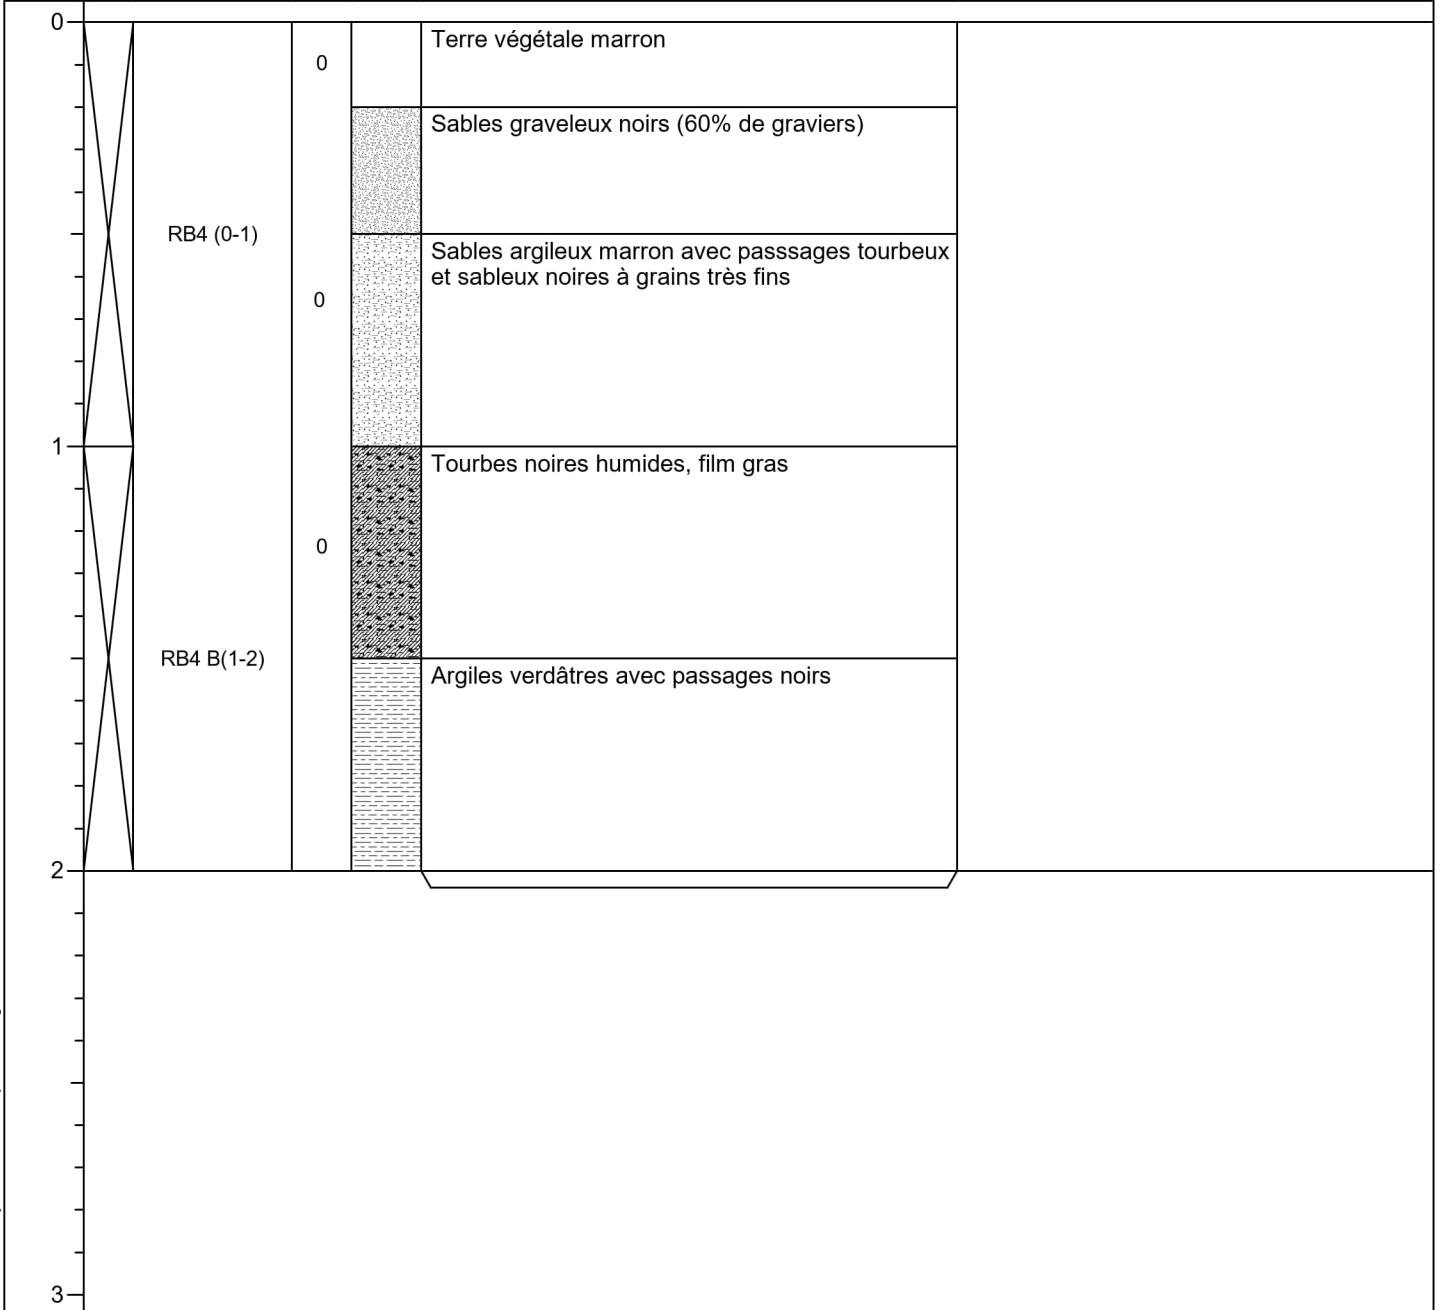 0
0
Terre végétale marron
Sables graveleux noirs (60% de graviers)
RB4 (0-1)
Sables argileux marron avec passsages tourbeux
et sableux noires à grains très fins
0
1
Tourbes noires humides, film gras
0
RB4 B(1-2)
Argiles verdâtres avec passages noirs
2
3